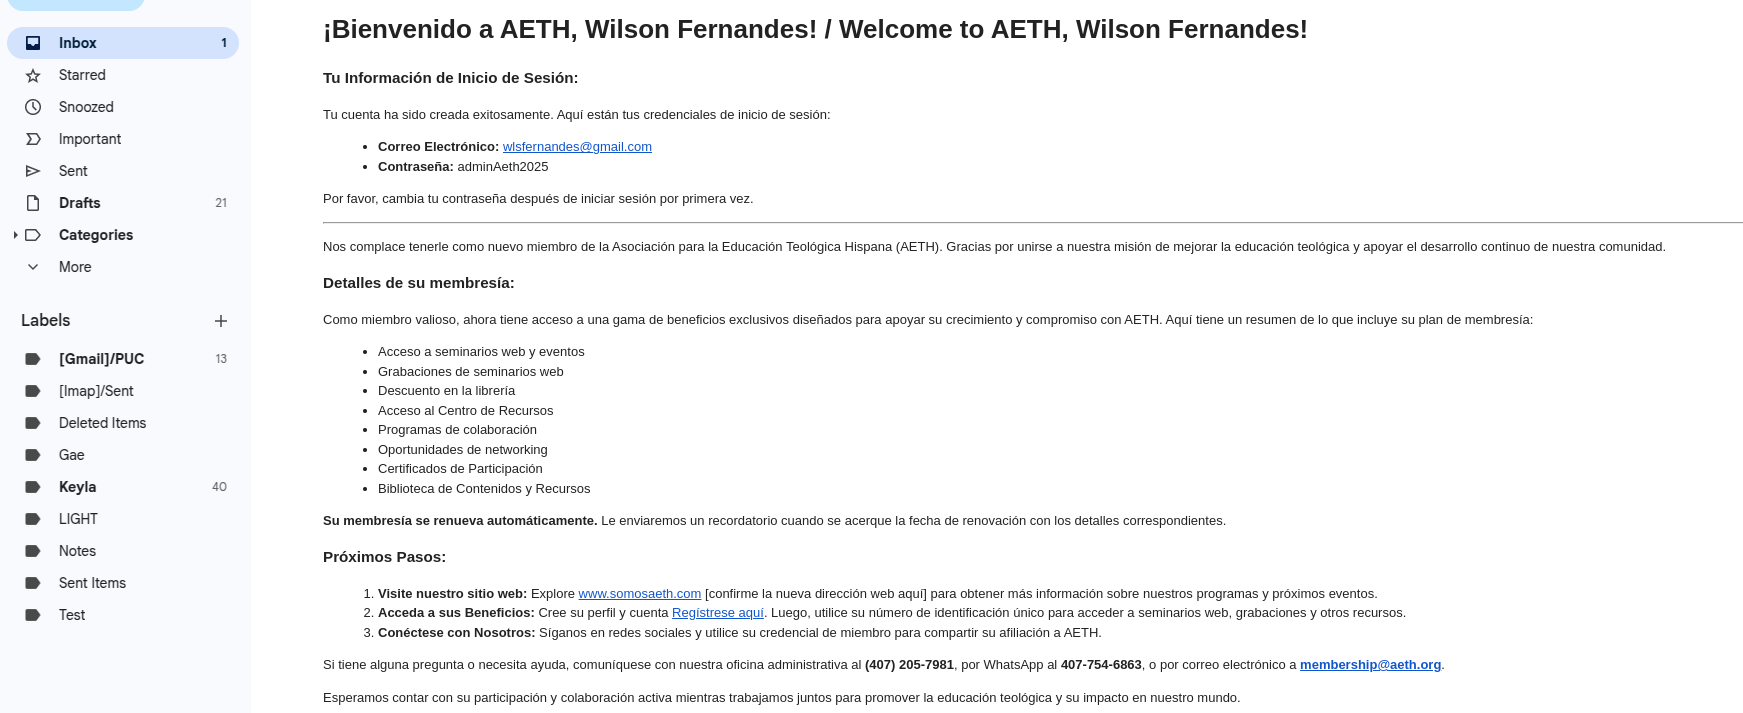 Inbox 1
Starred
Snoozed
Important
Sent
Drafts 21
Categories
More
Labels
[Gmail]/PUC 13
[Imap]/Sent
Deleted Items
Gae
Keyla 40
LIGHT
Notes
Sent Items
Test
¡Bienvenido a AETH, Wilson Fernandes! / Welcome to AETH, Wilson Fernandes!
Tu Información de Inicio de Sesión:
Tu cuenta ha sido creada exitosamente. Aquí están tus credenciales de inicio de sesión:
• Correo Electrónico: wlsfernandes@gmail.com
• Contraseña: adminAeth2025
Por favor, cambia tu contraseña después de iniciar sesión por primera vez.
Nos complace tenerle como nuevo miembro de la Asociación para la Educación Teológica Hispana (AETH). Gracias por unirse a nuestra misión de mejorar la educación teológica y apoyar el desarrollo continuo de nuestra comunidad.
Detalles de su membresía:
Como miembro valioso, ahora tiene acceso a una gama de beneficios exclusivos diseñados para apoyar su crecimiento y compromiso con AETH. Aquí tiene un resumen de lo que incluye su plan de membresía:
• Acceso a seminarios web y eventos
• Grabaciones de seminarios web
• Descuento en la librería
• Acceso al Centro de Recursos
• Programas de colaboración
• Oportunidades de networking
• Certificados de Participación
• Biblioteca de Contenidos y Recursos
Su membresía se renueva automáticamente. Le enviaremos un recordatorio cuando se acerque la fecha de renovación con los detalles correspondientes.
Próximos Pasos:
1. Visite nuestro sitio web: Explore www.somosaeth.com [confirme la nueva dirección web aquí] para obtener más información sobre nuestros programas y próximos eventos.
2. Acceda a sus Beneficios: Cree su perfil y cuenta Regístrese aquí. Luego, utilice su número de identificación único para acceder a seminarios web, grabaciones y otros recursos.
3. Conéctese con Nosotros: Síganos en redes sociales y utilice su credencial de miembro para compartir su afiliación a AETH.
Si tiene alguna pregunta o necesita ayuda, comuníquese con nuestra oficina administrativa al (407) 205-7981, por WhatsApp al 407-754-6863, o por correo electrónico a membership@aeth.org.
Esperamos contar con su participación y colaboración activa mientras trabajamos juntos para promover la educación teológica y su impacto en nuestro mundo.